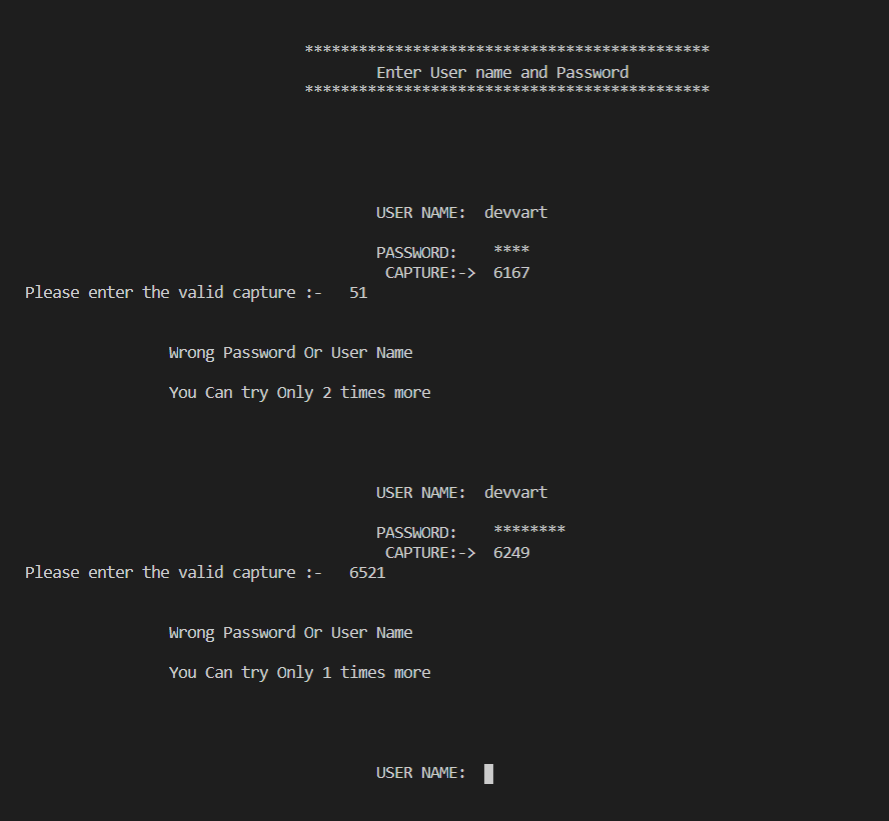 *********************************************
Enter User name and Password
*********************************************
USER NAME: devvart
PASSWORD: ****
CAPTURE:-> 6167
Please enter the valid capture :- 51
Wrong Password Or User Name
You Can try Only 2 times more
USER NAME: devvart
PASSWORD: ********
CAPTURE:-> 6249
Please enter the valid capture :- 6521
Wrong Password Or User Name
You Can try Only 1 times more
USER NAME: